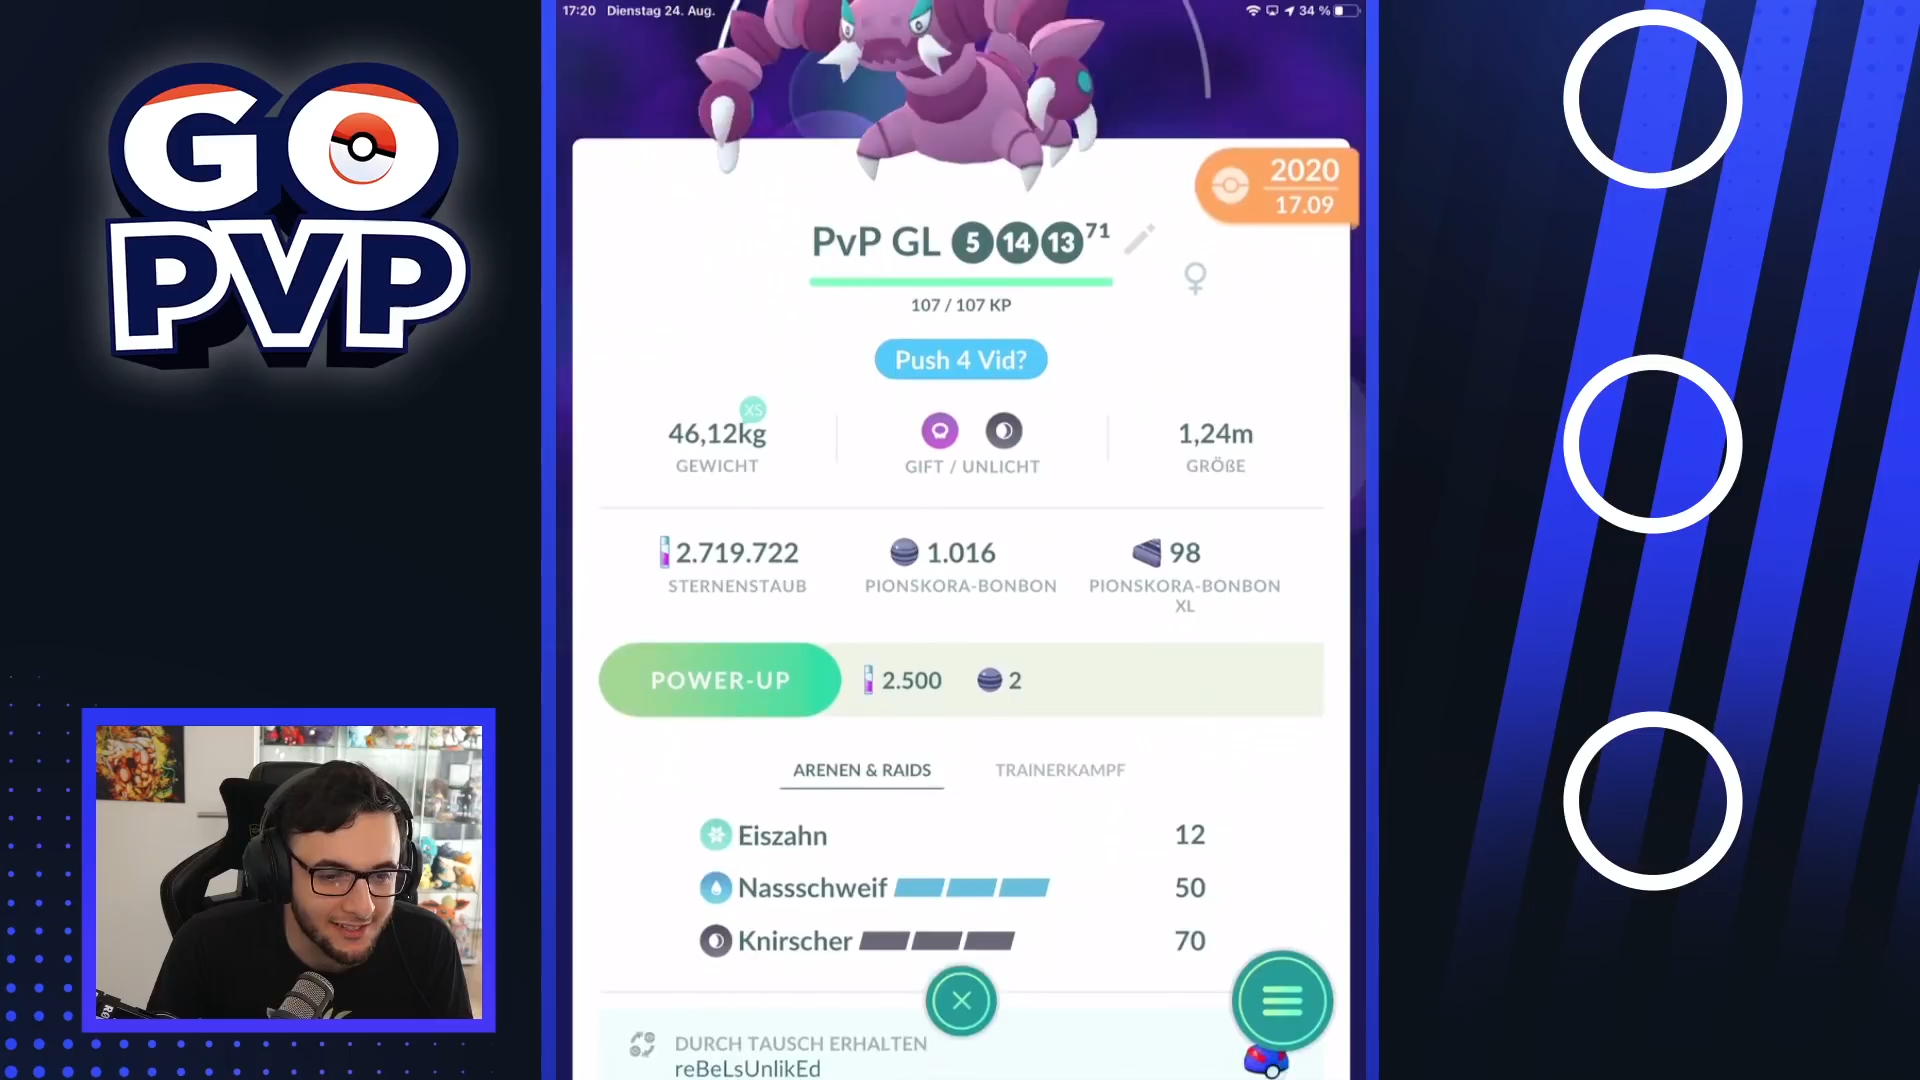 17:20 Dienstag 24. Aug.
34 %
GO
PVP
2020
17.09
PvP GL 5 14 13 71
107 / 107 KP
Push 4 Vid?
XS
46,12kg
GEWICHT
GIFT / UNLICHT
1,24m
GRÖßE
2.719.722
STERNENSTAUB
1.016
PIONSKORA-BONBON
98
PIONSKORA-BONBON
XL
POWER-UP
2.500
2
ARENEN & RAIDS
TRAINERKAMPF
Eiszahn 12
Nassschweif 50
Knirscher 70
DURCH TAUSCH ERHALTEN
reBeLsUnlikEd